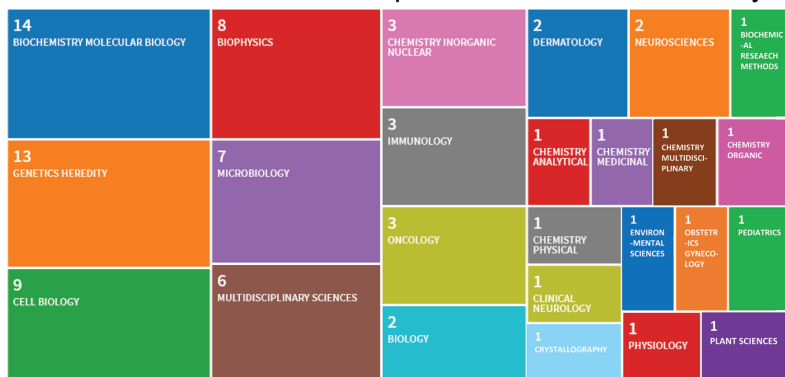 14
BIOCHEMISTRY MOLECULAR BIOLOGY
13
GENETICS HEREDITY
9
CELL BIOLOGY
8
BIOPHYSICS
7
MICROBIOLOGY
6
MULTIDISCIPLINARY SCIENCES
3
CHEMISTRY INORGANIC
NUCLEAR
3
IMMUNOLOGY
3
ONCOLOGY
2
BIOLOGY
2
DERMATOLOGY
2
NEUROSCIENCES
1
BIOCHEMIC
-AL
RESEAECH
METHODS
1
CHEMISTRY
ANALYTICAL
1
CHEMISTRY
MEDICINAL
1
CHEMISTRY
MULTIDISCI-
PLINARY
1
CHEMISTRY
ORGANIC
1
CHEMISTRY
PHYSICAL
1
CLINICAL
NEUROLOGY
1
CRYSTALLOGRAPHY
1
ENVIRON
-MENTAL
SCIENCES
1
OBSTETR
-ICS
GYNECO-
LOGY
1
PEDIATRICS
1
PHYSIOLOGY
1
PLANT SCIENCES